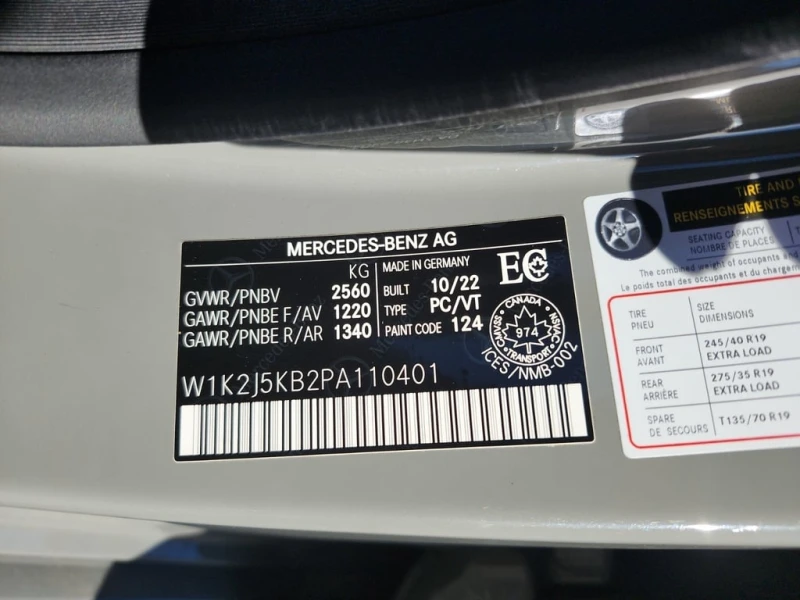 MERCEDES-BENZ AG
KG
GVWR/PNBV 2560
GAWR/PNBE F/AV 1220
GAWR/PNBE R/AR 1340
MADE IN GERMANY
BUILT 10/22
TYPE PC/VT
PAINT CODE 124
EC
CANADA
CMVSS
974
NSVAC
TRANSPORT
ICES/NMB-002
W1K2J5KB2PA110401
TIRE AND
RENSEIGNEMENTS S
SEATING CAPACITY
NOMBRE DE PLACES
The combined weight of occupants and
Le poids total des occupants et du chargem
TIRE SIZE
PNEU DIMENSIONS
FRONT 245/40 R19
AVANT EXTRA LOAD
REAR 275/35 R19
ARRIÈRE EXTRA LOAD
SPARE T135/70 R19
DE SECOURS